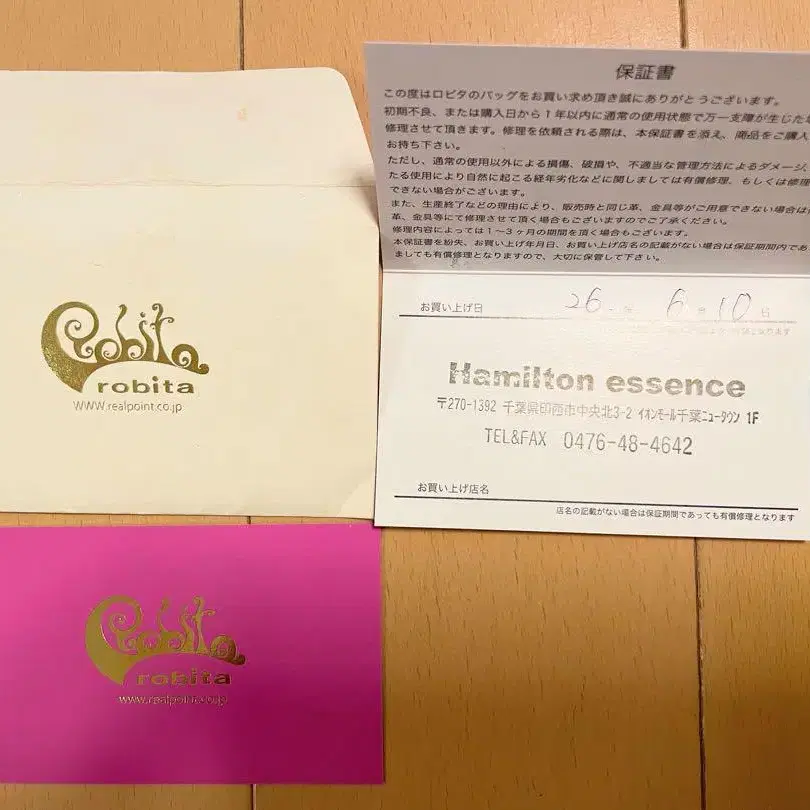 Robita
robita
WWW.realpoint.co.jp
Robita
robita
www.realpoint.co.jp
保証書
この度はロビタのバッグをお買い求め頂き誠にありがとうございます。
初期不良、または購入日から1年以内に通常の使用状態で万一支障が生じた場
修理させて頂きます。修理を依頼される際は、本保証書を添え、商品をご購入
お持ち下さい。
ただし、通常の使用以外による損傷、破損や、不適当な管理方法によるダメージ、
たる使用により自然に起こる経年劣化などに関しましては有償修理、もしくは修理
できない場合がございます。
また、生産終了などの理由により、販売時と同じ革、金具等がご用意できない場合は
革、金具等にて修理させて頂く場合もございますのでご了承ください。
修理内容によっては1〜3ヶ月の期間を頂く場合もございます。
本保証書を紛失、お買い上げ年月日、お買い上げ店名の記載がない場合は保証期間内であ
ましても有償修理となりますので、大切に保管して下さい。
お買い上げ日 26 年 6 月 10 日
Hamilton essence
〒270-1392 千葉県印西市中央北3-2 イオンモール千葉ニュータウン 1F
TEL&FAX 0476-48-4642
お買い上げ店名
店名の記載がない場合は保証期間であっても有償修理となります